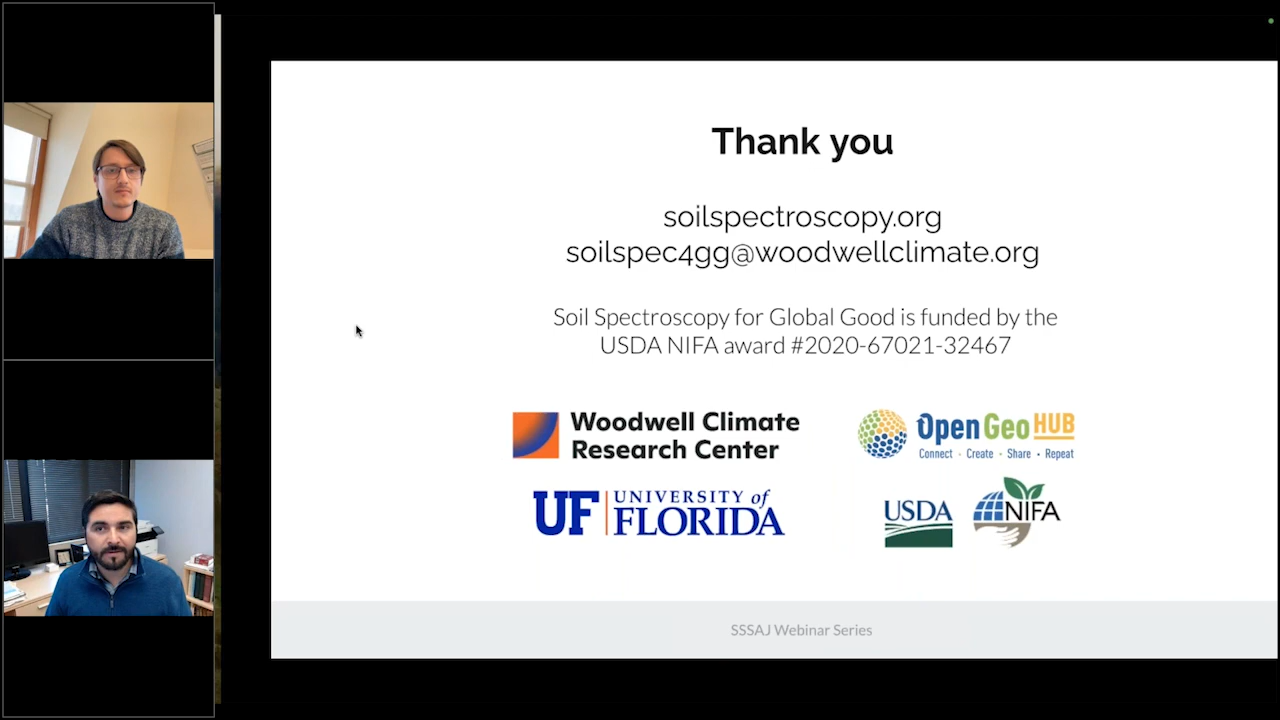 Thank you
soilspectroscopy.org
soilspec4gg@woodwellclimate.org
Soil Spectroscopy for Global Good is funded by the
USDA NIFA award #2020-67021-32467
Woodwell Climate
Research Center
OpenGeoHUB
Connect · Create · Share · Repeat
UF UNIVERSITY of
FLORIDA
USDA
NIFA
SSSAJ Webinar Series